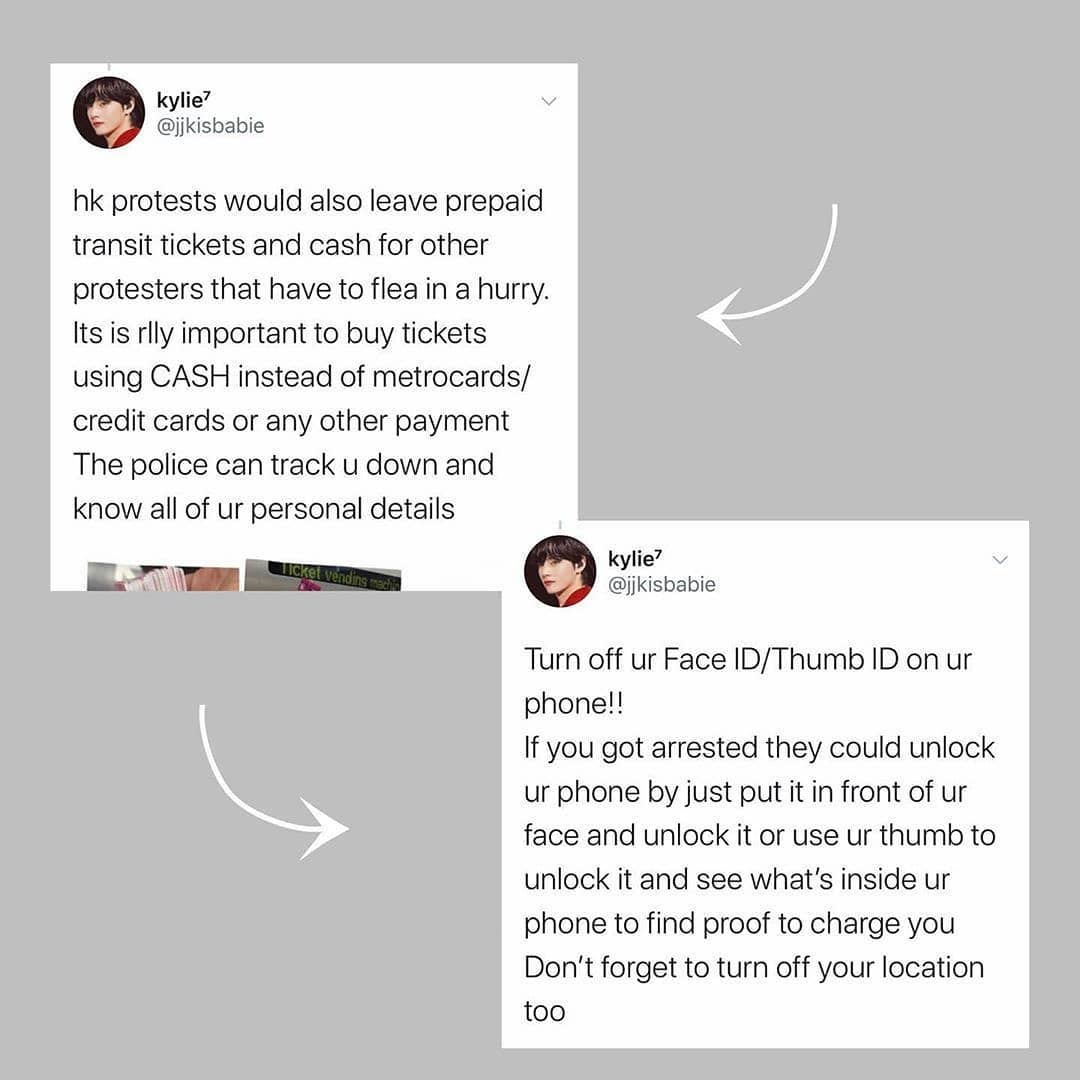 kylie⁷
@jjkisbabie
hk protests would also leave prepaid
transit tickets and cash for other
protesters that have to flea in a hurry.
Its is rlly important to buy tickets
using CASH instead of metrocards/
credit cards or any other payment
The police can track u down and
know all of ur personal details
Ticket vending machi
kylie⁷
@jjkisbabie
Turn off ur Face ID/Thumb ID on ur
phone!!
If you got arrested they could unlock
ur phone by just put it in front of ur
face and unlock it or use ur thumb to
unlock it and see what's inside ur
phone to find proof to charge you
Don't forget to turn off your location
too